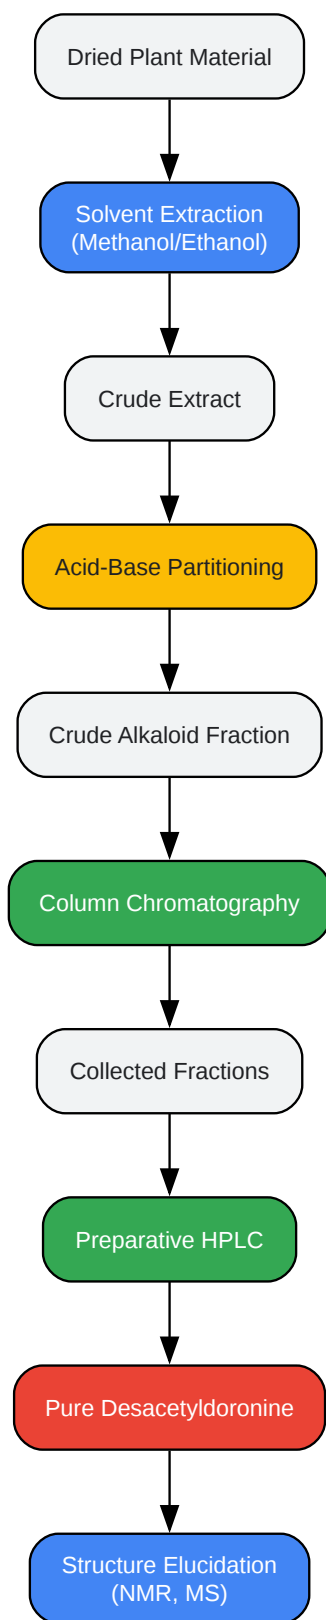 Dried Plant Material
Solvent Extraction
(Methanol/Ethanol)
Crude Extract
Acid-Base Partitioning
Crude Alkaloid Fraction
Column Chromatography
Collected Fractions
Preparative HPLC
Pure Desacetyldoronine
Structure Elucidation
(NMR, MS)